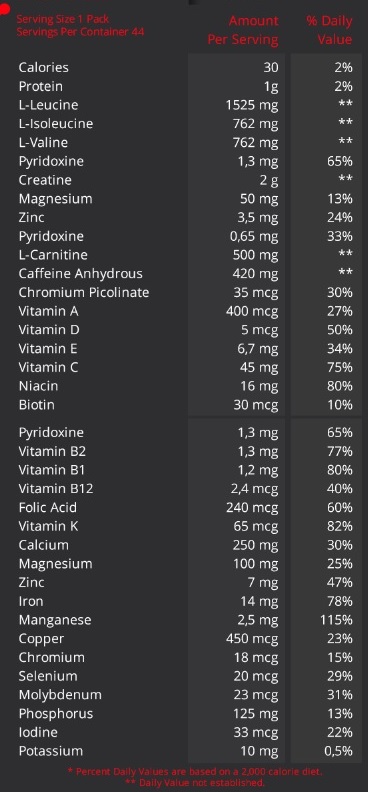 Serving Size 1 Pack
Servings Per Container 44
Amount Per Serving % Daily Value
Calories 30 2%
Protein 1g 2%
L-Leucine 1525 mg **
L-Isoleucine 762 mg **
L-Valine 762 mg **
Pyridoxine 1,3 mg 65%
Creatine 2 g **
Magnesium 50 mg 13%
Zinc 3,5 mg 24%
Pyridoxine 0,65 mg 33%
L-Carnitine 500 mg **
Caffeine Anhydrous 420 mg **
Chromium Picolinate 35 mcg 30%
Vitamin A 400 mcg 27%
Vitamin D 5 mcg 50%
Vitamin E 6,7 mg 34%
Vitamin C 45 mg 75%
Niacin 16 mg 80%
Biotin 30 mcg 10%
Pyridoxine 1,3 mg 65%
Vitamin B2 1,3 mg 77%
Vitamin B1 1,2 mg 80%
Vitamin B12 2,4 mcg 40%
Folic Acid 240 mcg 60%
Vitamin K 65 mcg 82%
Calcium 250 mg 30%
Magnesium 100 mg 25%
Zinc 7 mg 47%
Iron 14 mg 78%
Manganese 2,5 mg 115%
Copper 450 mcg 23%
Chromium 18 mcg 15%
Selenium 20 mcg 29%
Molybdenum 23 mcg 31%
Phosphorus 125 mg 13%
Iodine 33 mcg 22%
Potassium 10 mg 0,5%
* Percent Daily Values are based on a 2,000 calorie diet.
** Daily Value not established.